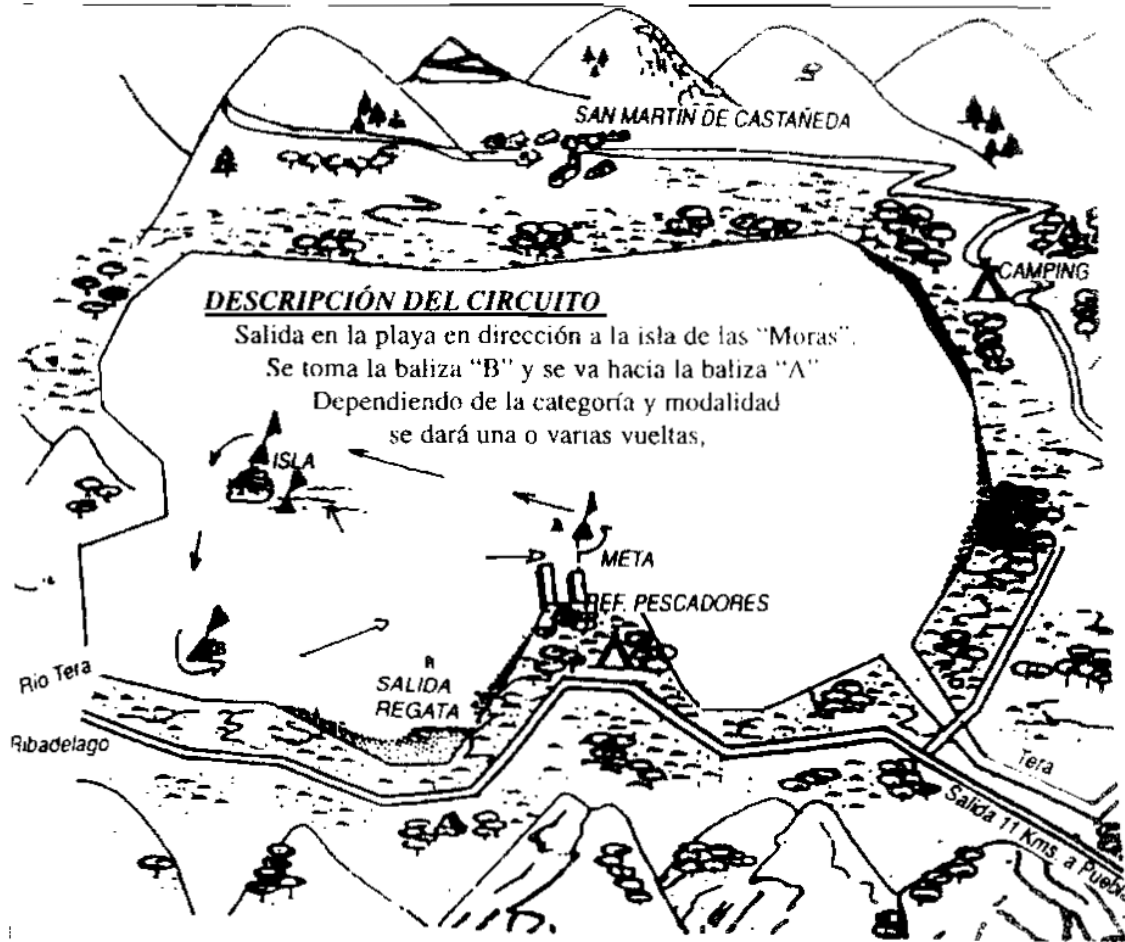 SAN MARTIN DE CASTAÑEDA
CAMPING
DESCRIPCIÓN DEL CIRCUITO
Salida en la playa en dirección a la isla de las “Moras”.
Se toma la baliza “B” y se va hacia la baliza “A”
Dependiendo de la categoría y modalidad
se dará una o varias vueltas,
ISLA
META
REF. PESCADORES
B
SALIDA
REGATA
Rio Tera
Ribadelago
Tera
Salida 11 Kms. a Puebla